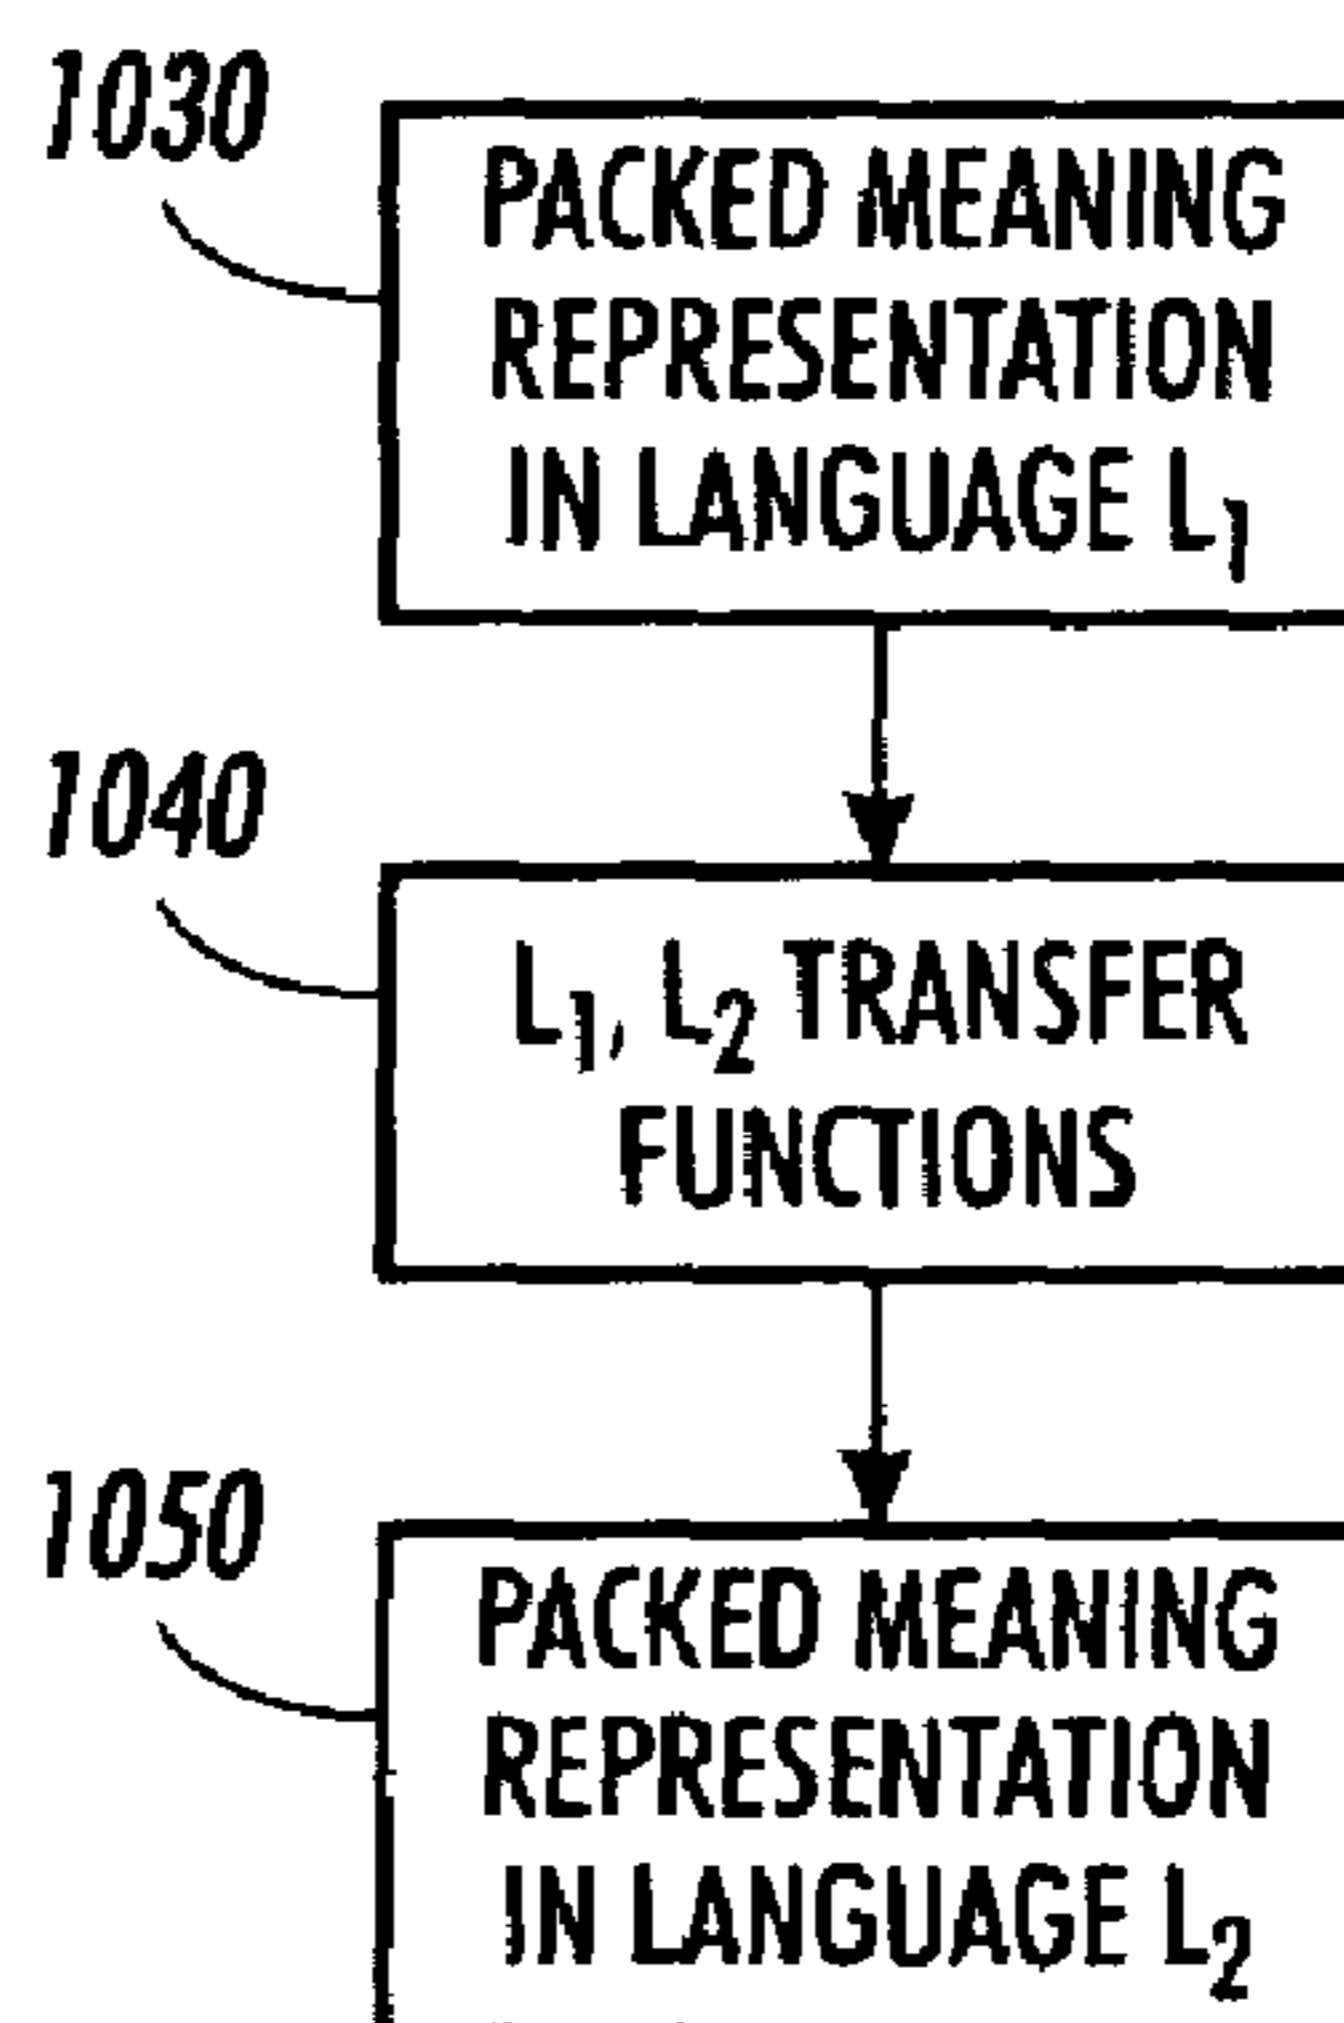 1030
PACKED MEANING
REPRESENTATION
IN LANGUAGE L₁
1040
L₁, L₂ TRANSFER
FUNCTIONS
1050
PACKED MEANING
REPRESENTATION
IN LANGUAGE L₂